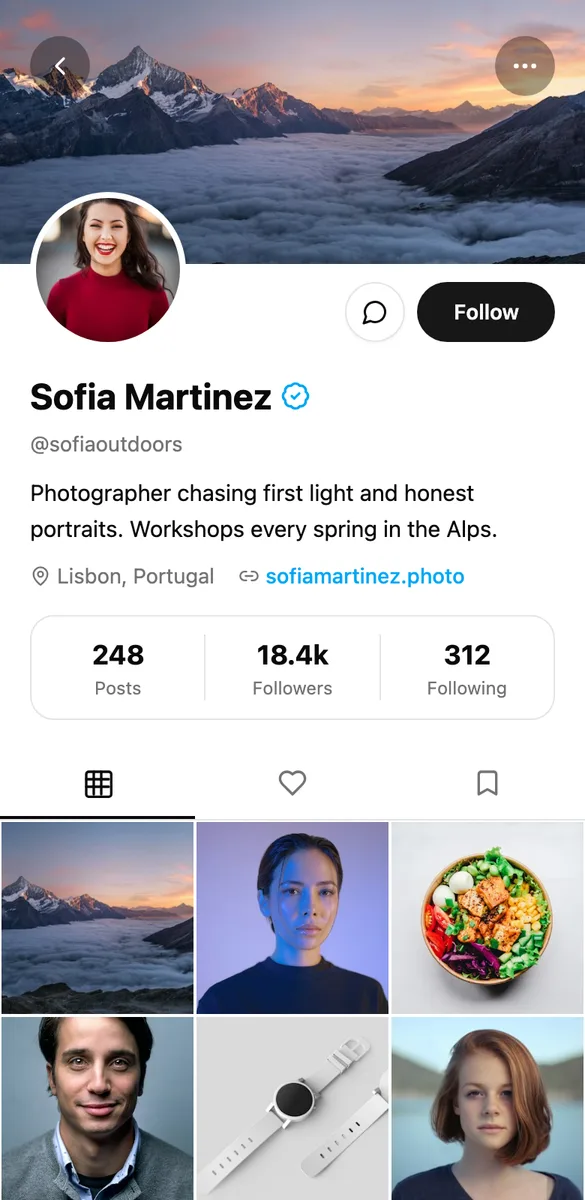 Follow
Sofia Martinez
@sofiaoutdoors
Photographer chasing first light and honest
portraits. Workshops every spring in the Alps.
Lisbon, Portugal sofiamartinez.photo
248 18.4k 312
Posts Followers Following